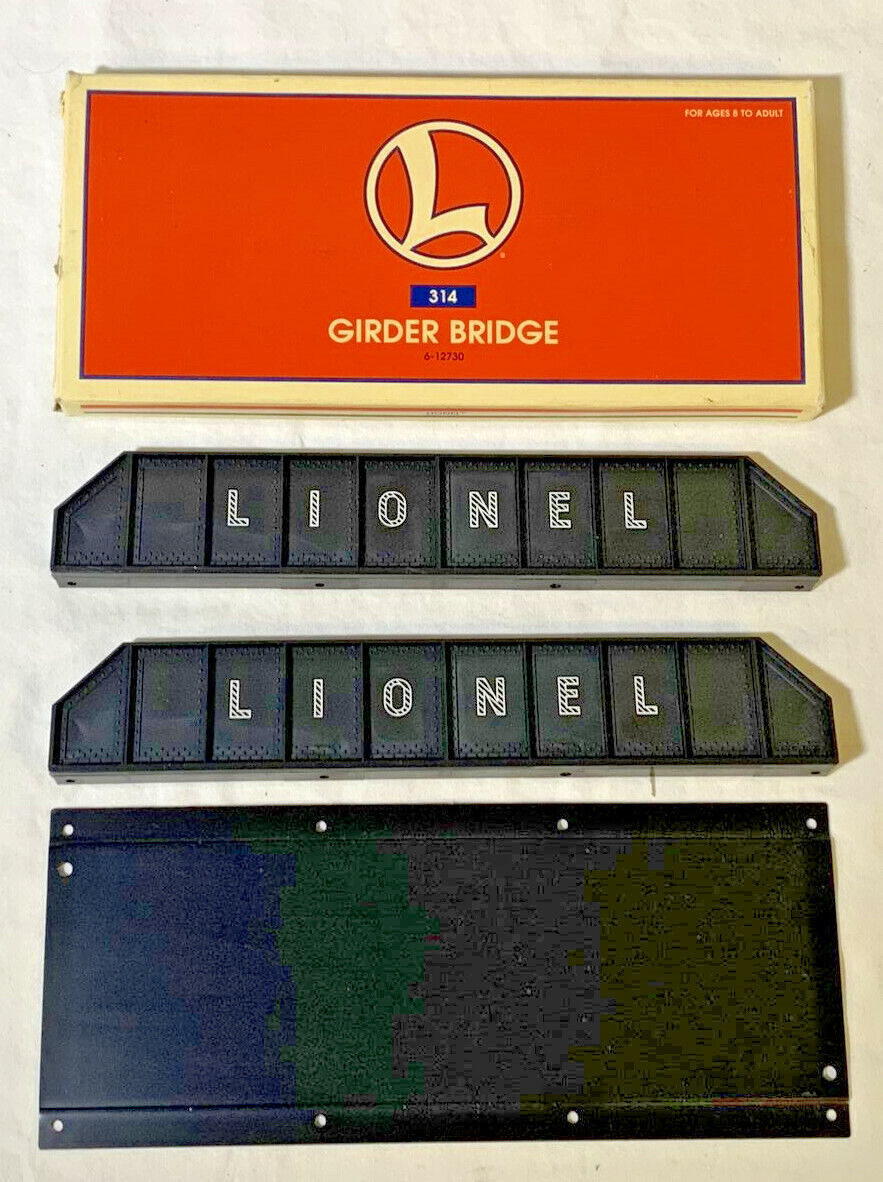 FOR AGES 8 TO ADULT
L
314
GIRDER BRIDGE
6-12730
LIONEL
LIONEL